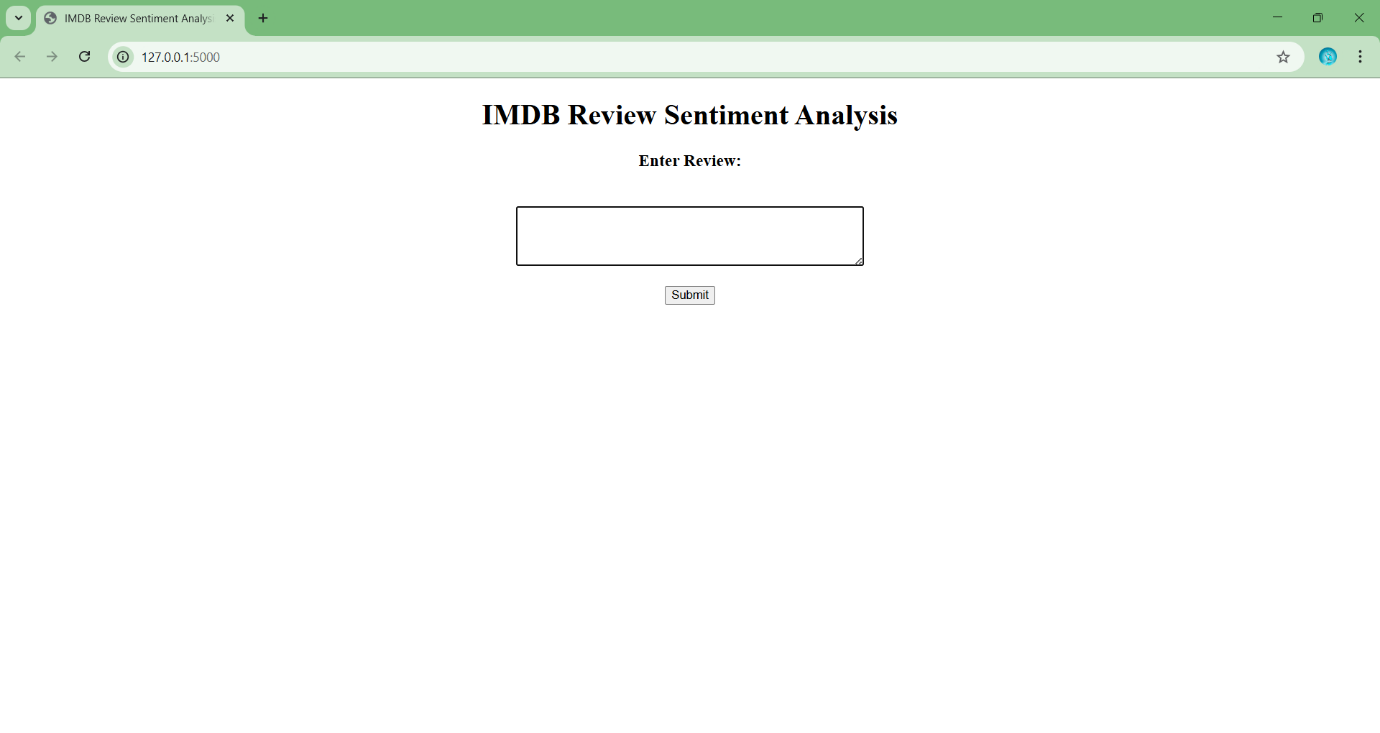 IMDB Review Sentiment Analys
127.0.0.1:5000
IMDB Review Sentiment Analysis
Enter Review:
Submit